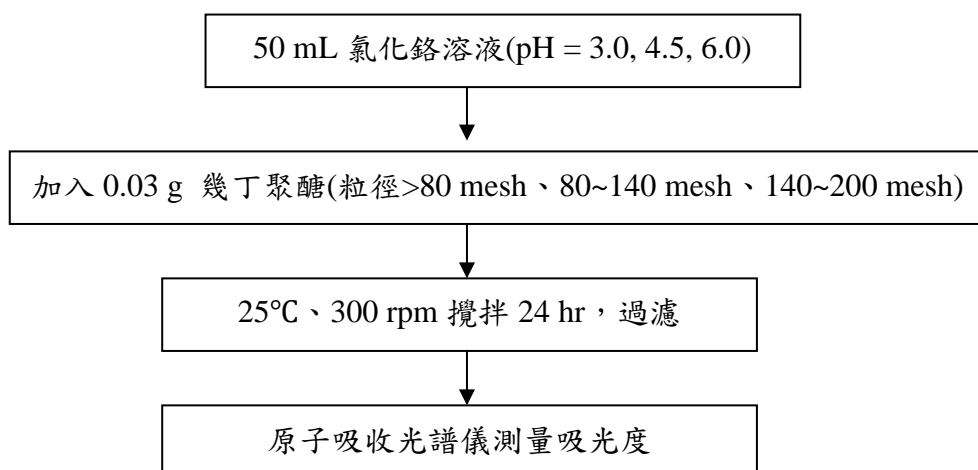 50 mL 氯化鉻溶液(pH = 3.0, 4.5, 6.0)
加入 0.03 g 幾丁聚醣(粒徑>80 mesh、80~140 mesh、140~200 mesh)
25℃、300 rpm 攪拌 24 hr，過濾
原子吸收光譜儀測量吸光度